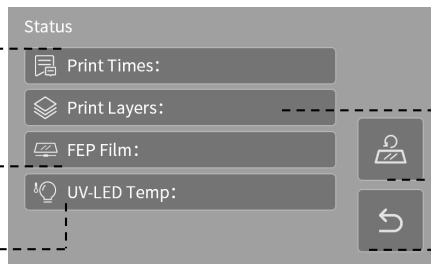 Status
Print Times:
Print Layers:
FEP Film:
UV-LED Temp: